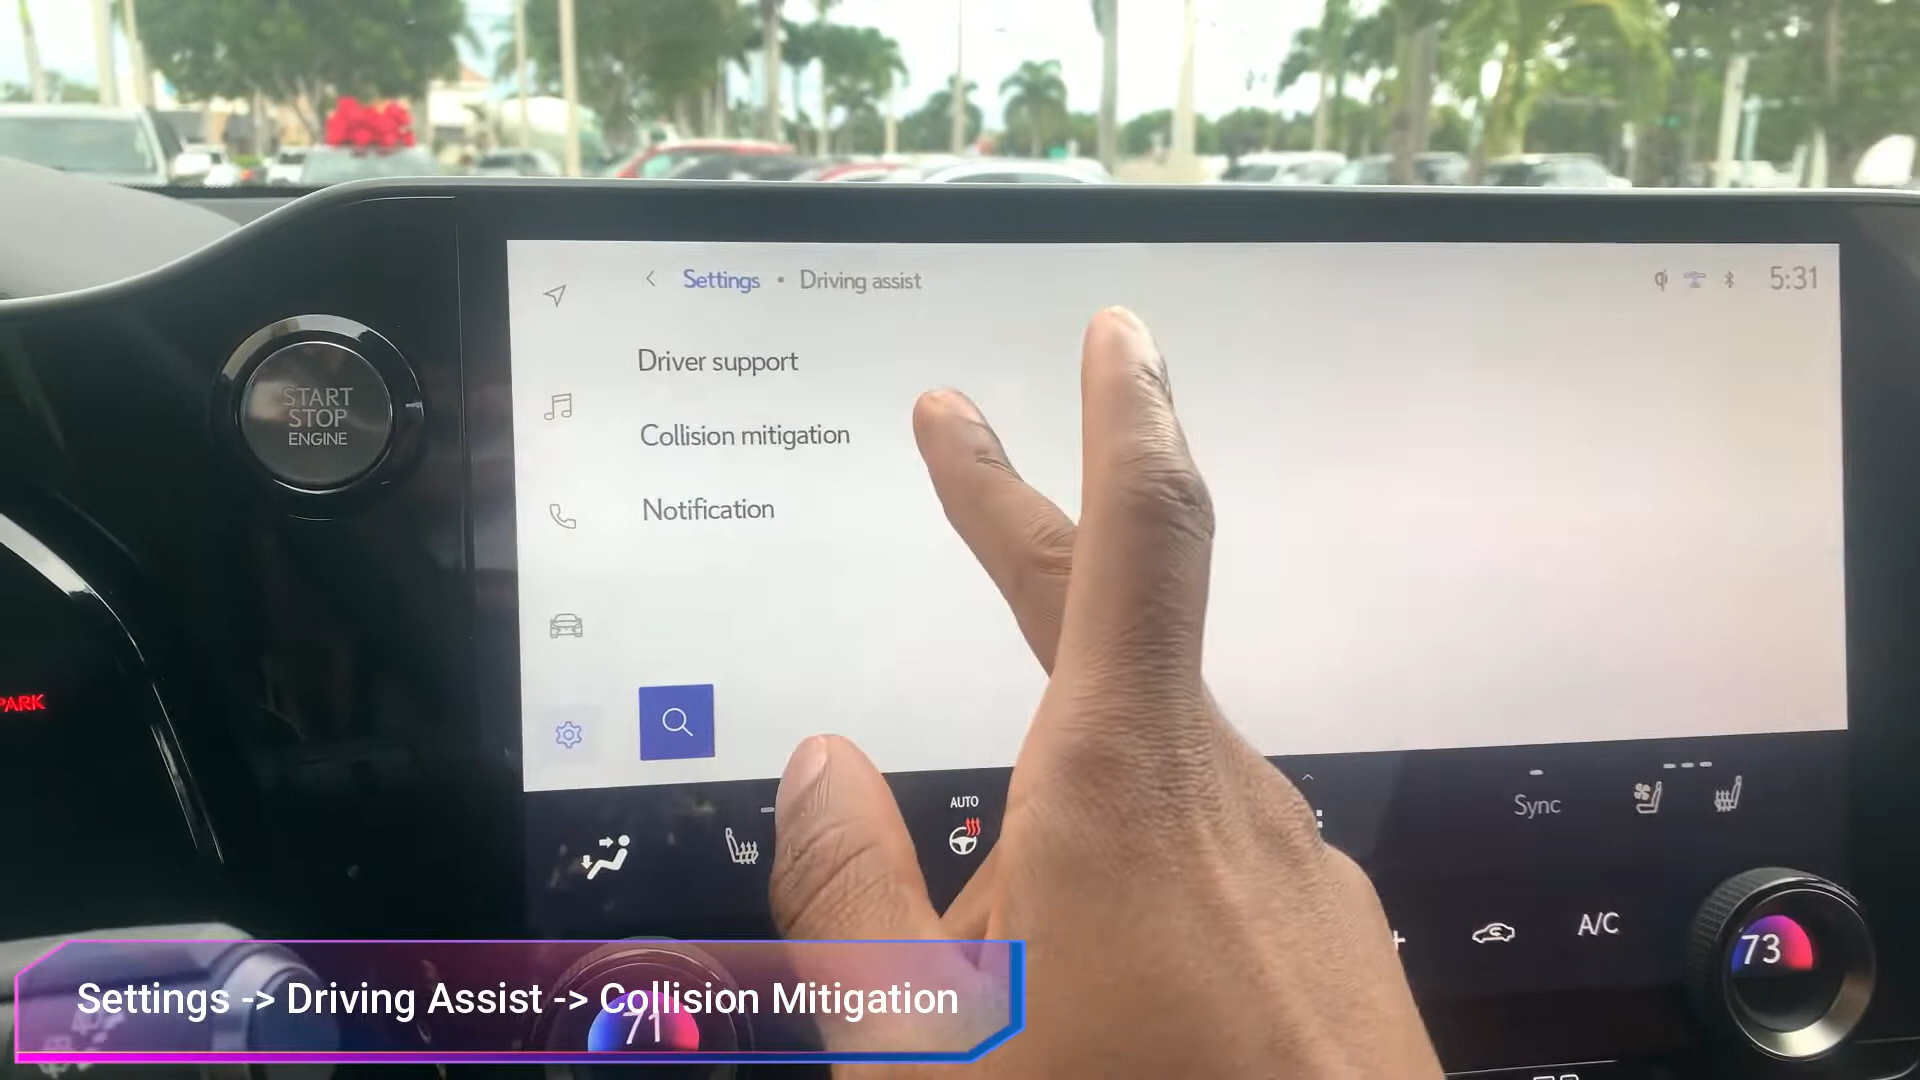 Settings • Driving assist
5:31
Driver support
Collision mitigation
Notification
START
STOP
ENGINE
PARK
AUTO
Sync
A/C
73
71
Settings -> Driving Assist -> Collision Mitigation